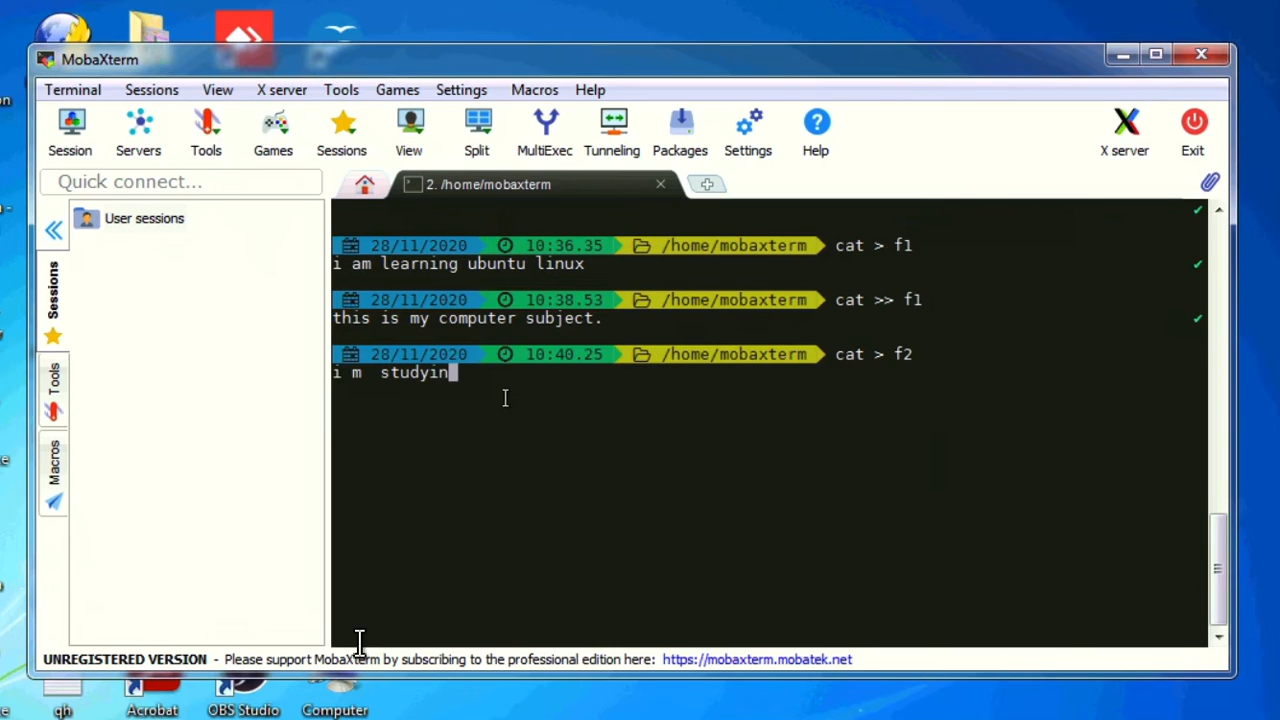 on
MobaXterm
Terminal Sessions View X server Tools Games Settings Macros Help
Session Servers Tools Games Sessions View Split MultiExec Tunneling Packages Settings Help X server Exit
Quick connect...
2. /home/mobaxterm
User sessions
Sessions
Tools
Macros
28/11/2020 10:36.35 /home/mobaxterm cat > f1
i am learning ubuntu linux
28/11/2020 10:38.53 /home/mobaxterm cat >> f1
this is my computer subject.
28/11/2020 10:40.25 /home/mobaxterm cat > f2
i m  studyin
UNREGISTERED VERSION - Please support MobaXterm by subscribing to the professional edition here: https://mobaxterm.mobatek.net
qh Acrobat OBS Studio Computer